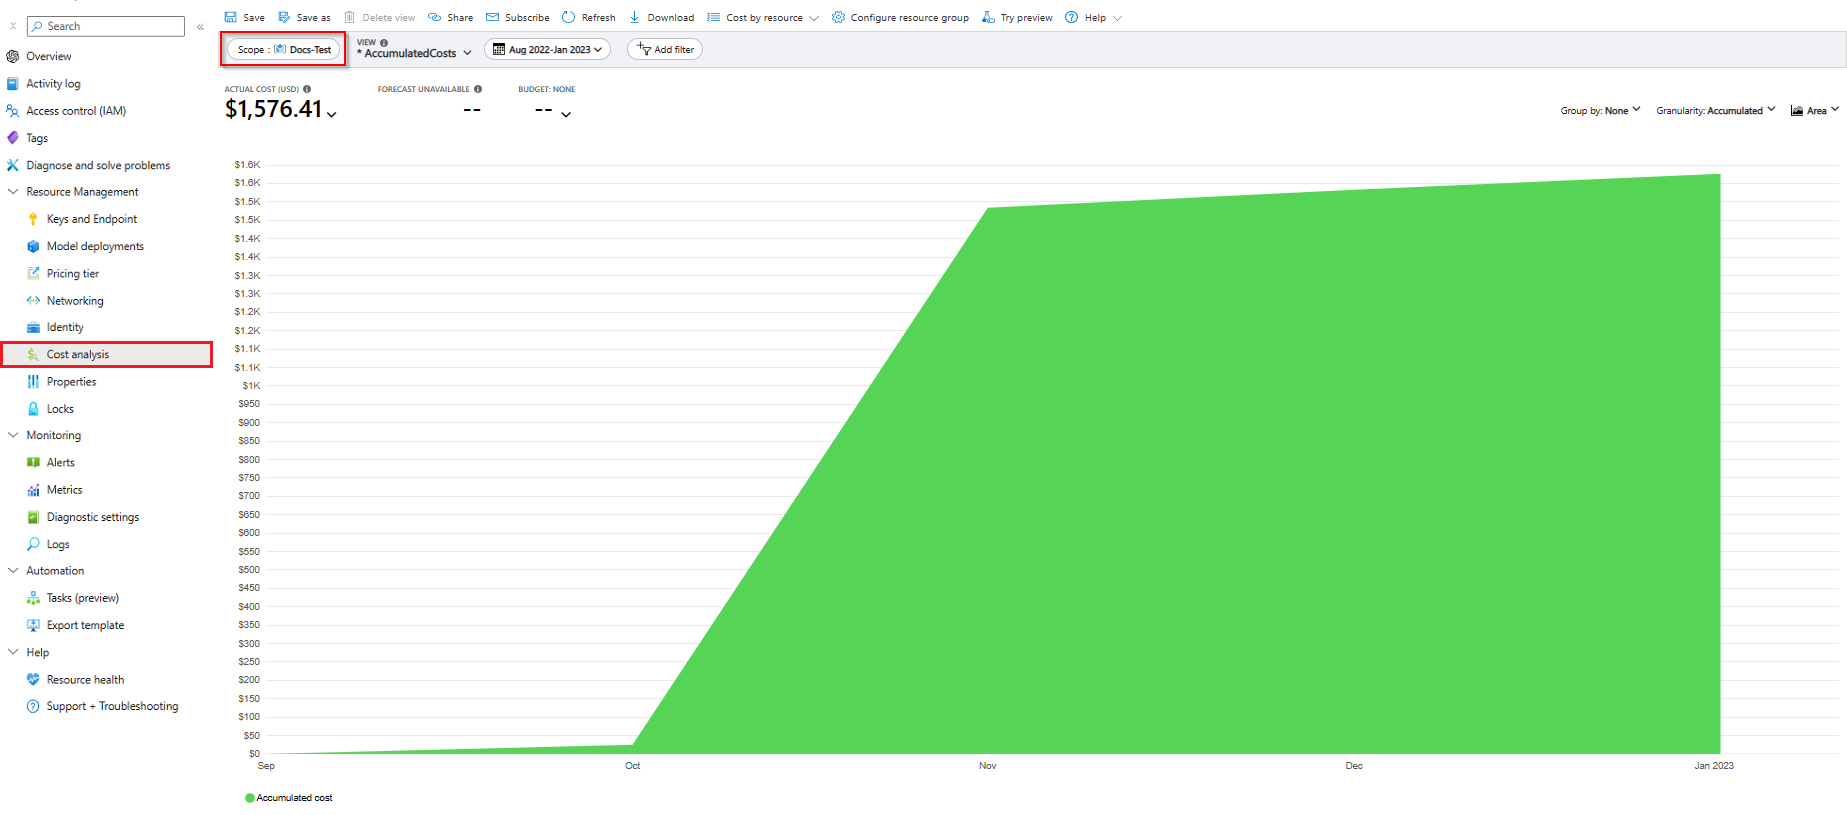 Search
«
Overview
Activity log
Access control (IAM)
Tags
Diagnose and solve problems
Resource Management
Keys and Endpoint
Model deployments
Pricing tier
Networking
Identity
Cost analysis
Properties
Locks
Monitoring
Alerts
Metrics
Diagnostic settings
Logs
Automation
Tasks (preview)
Export template
Help
Resource health
Support + Troubleshooting
Save Save as Delete view Share Subscribe Refresh Download Cost by resource Configure resource group Try preview Help
Scope : Docs-Test
VIEW
* AccumulatedCosts
Aug 2022-Jan 2023
Add filter
ACTUAL COST (USD)
$1,576.41
FORECAST UNAVAILABLE
--
BUDGET: NONE
--
Group by: None Granularity: Accumulated Area
$1.6K
$1.6K
$1.5K
$1.5K
$1.4K
$1.4K
$1.3K
$1.3K
$1.2K
$1.2K
$1.1K
$1.1K
$1K
$950
$900
$850
$800
$750
$700
$650
$600
$550
$500
$450
$400
$350
$300
$250
$200
$150
$100
$50
$0
Sep Oct Nov Dec Jan 2023
Accumulated cost